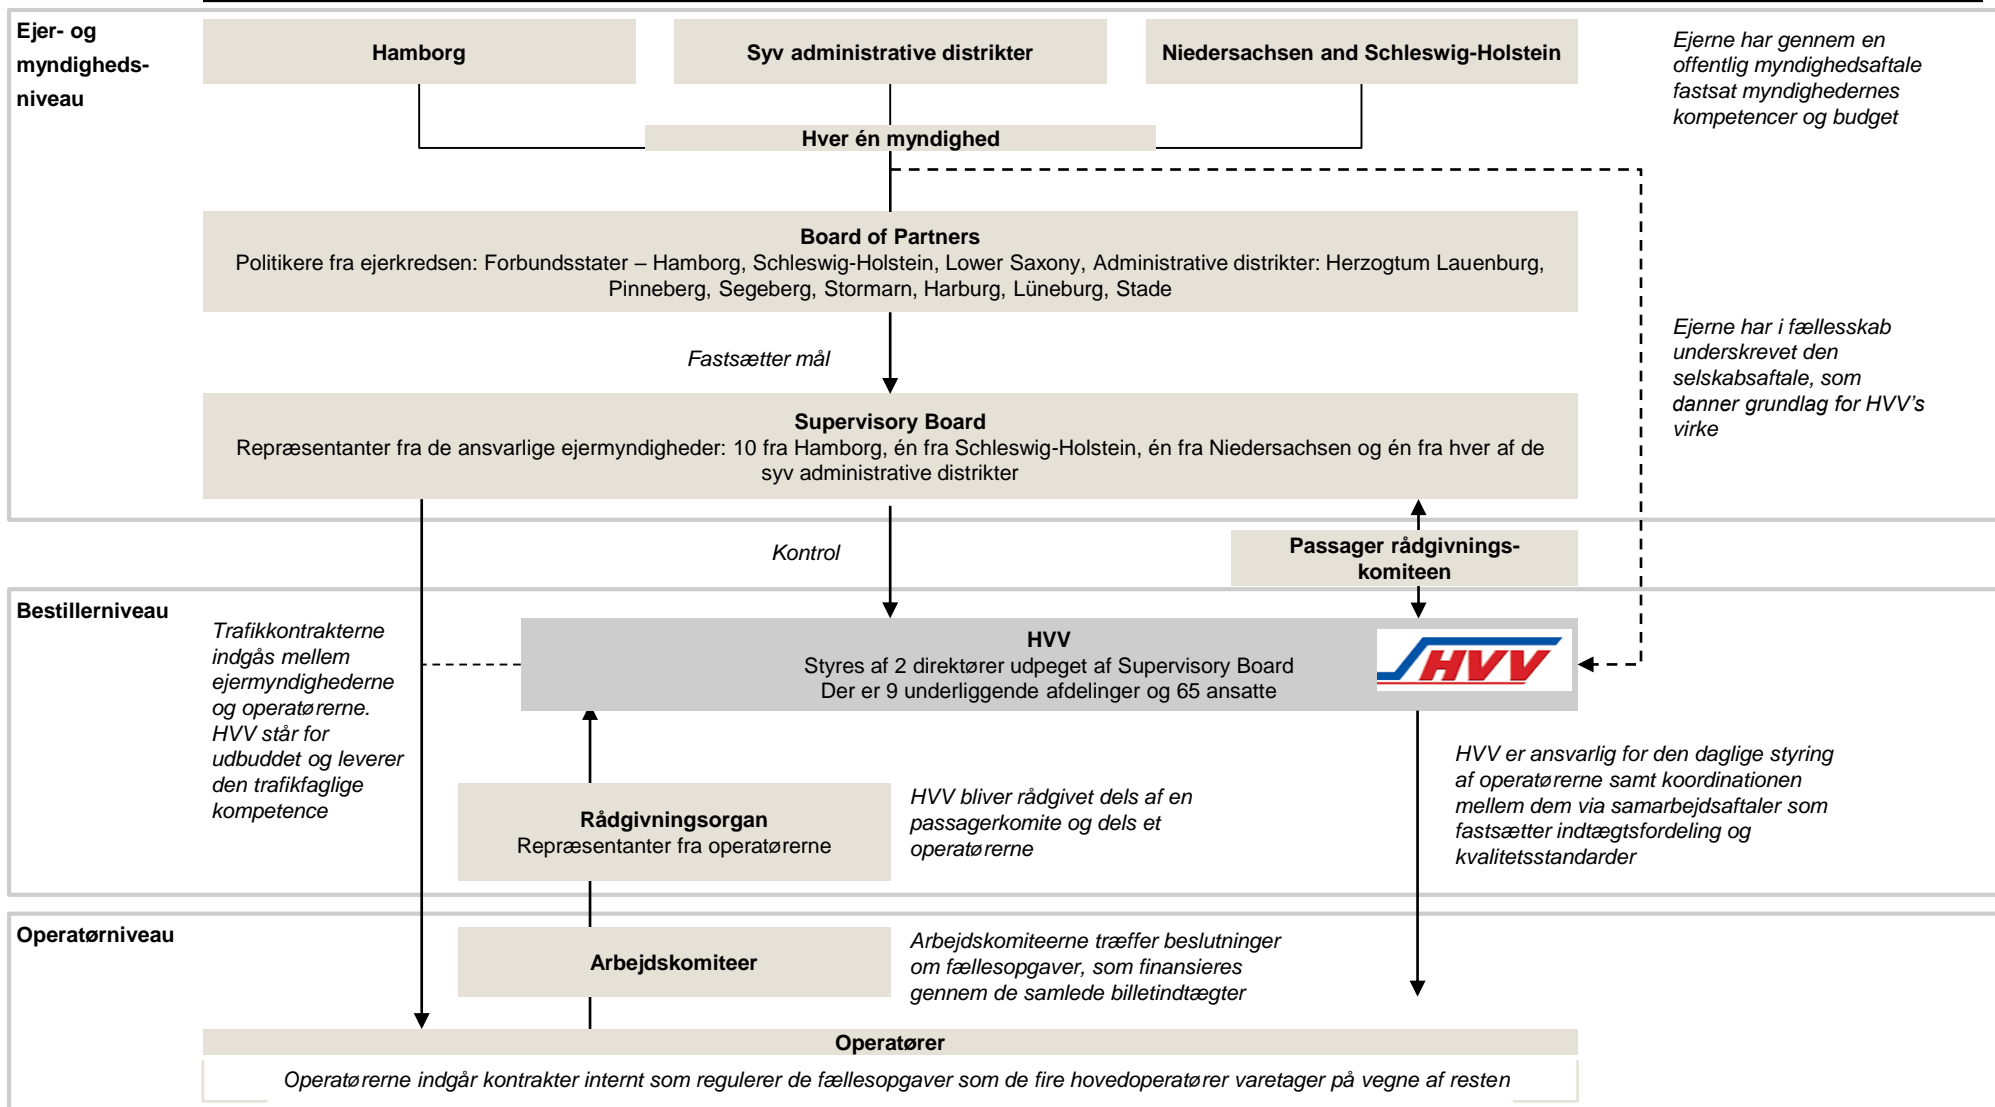 Ejer- og
myndigheds-
niveau
Hamborg
Syv administrative distrikter
Niedersachsen and Schleswig-Holstein
Ejerne har gennem en
offentlig myndighedsaftale
fastsat myndighedernes
kompetencer og budget
Hver én myndighed
Board of Partners
Politikere fra ejerkredsen: Forbundsstater – Hamborg, Schleswig-Holstein, Lower Saxony, Administrative distrikter: Herzogtum Lauenburg,
Pinneberg, Segeberg, Stormarn, Harburg, Lüneburg, Stade
Fastsætter mål
Ejerne har i fællesskab
underskrevet den
selskabsaftale, som
danner grundlag for HVV’s
virke
Supervisory Board
Repræsentanter fra de ansvarlige ejermyndigheder: 10 fra Hamborg, én fra Schleswig-Holstein, én fra Niedersachsen og én fra hver af de
syv administrative distrikter
Kontrol
Passager rådgivnings-
komiteen
Bestillerniveau
Trafikkontrakterne
indgås mellem
ejermyndighederne
og operatørerne.
HVV står for
udbuddet og leverer
den trafikfaglige
kompetence
HVV
Styres af 2 direktører udpeget af Supervisory Board
Der er 9 underliggende afdelinger og 65 ansatte
HVV
Rådgivningsorgan
Repræsentanter fra operatørerne
HVV bliver rådgivet dels af en
passagerkomite og dels et
operatørerne
HVV er ansvarlig for den daglige styring
af operatørerne samt koordinationen
mellem dem via samarbejdsaftaler som
fastsætter indtægtsfordeling og
kvalitetsstandarder
Operatørniveau
Arbejdskomiteer
Arbejdskomiteerne træffer beslutninger
om fællesopgaver, som finansieres
gennem de samlede billetindtægter
Operatører
Operatørerne indgår kontrakter internt som regulerer de fællesopgaver som de fire hovedoperatører varetager på vegne af resten